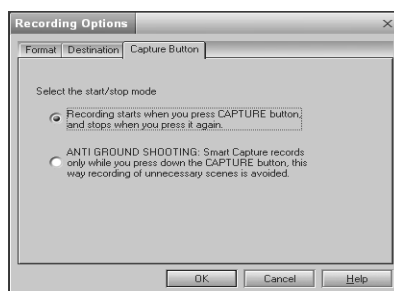 Recording Options
Format Destination Capture Button
Select the start/stop mode
Recording starts when you press CAPTURE button,
and stops when you press it again.
ANTI GROUND SHOOTING: Smart Capture records
only while you press down the CAPTURE button, this
way recording of unnecessary scenes is avoided.
OK Cancel Help